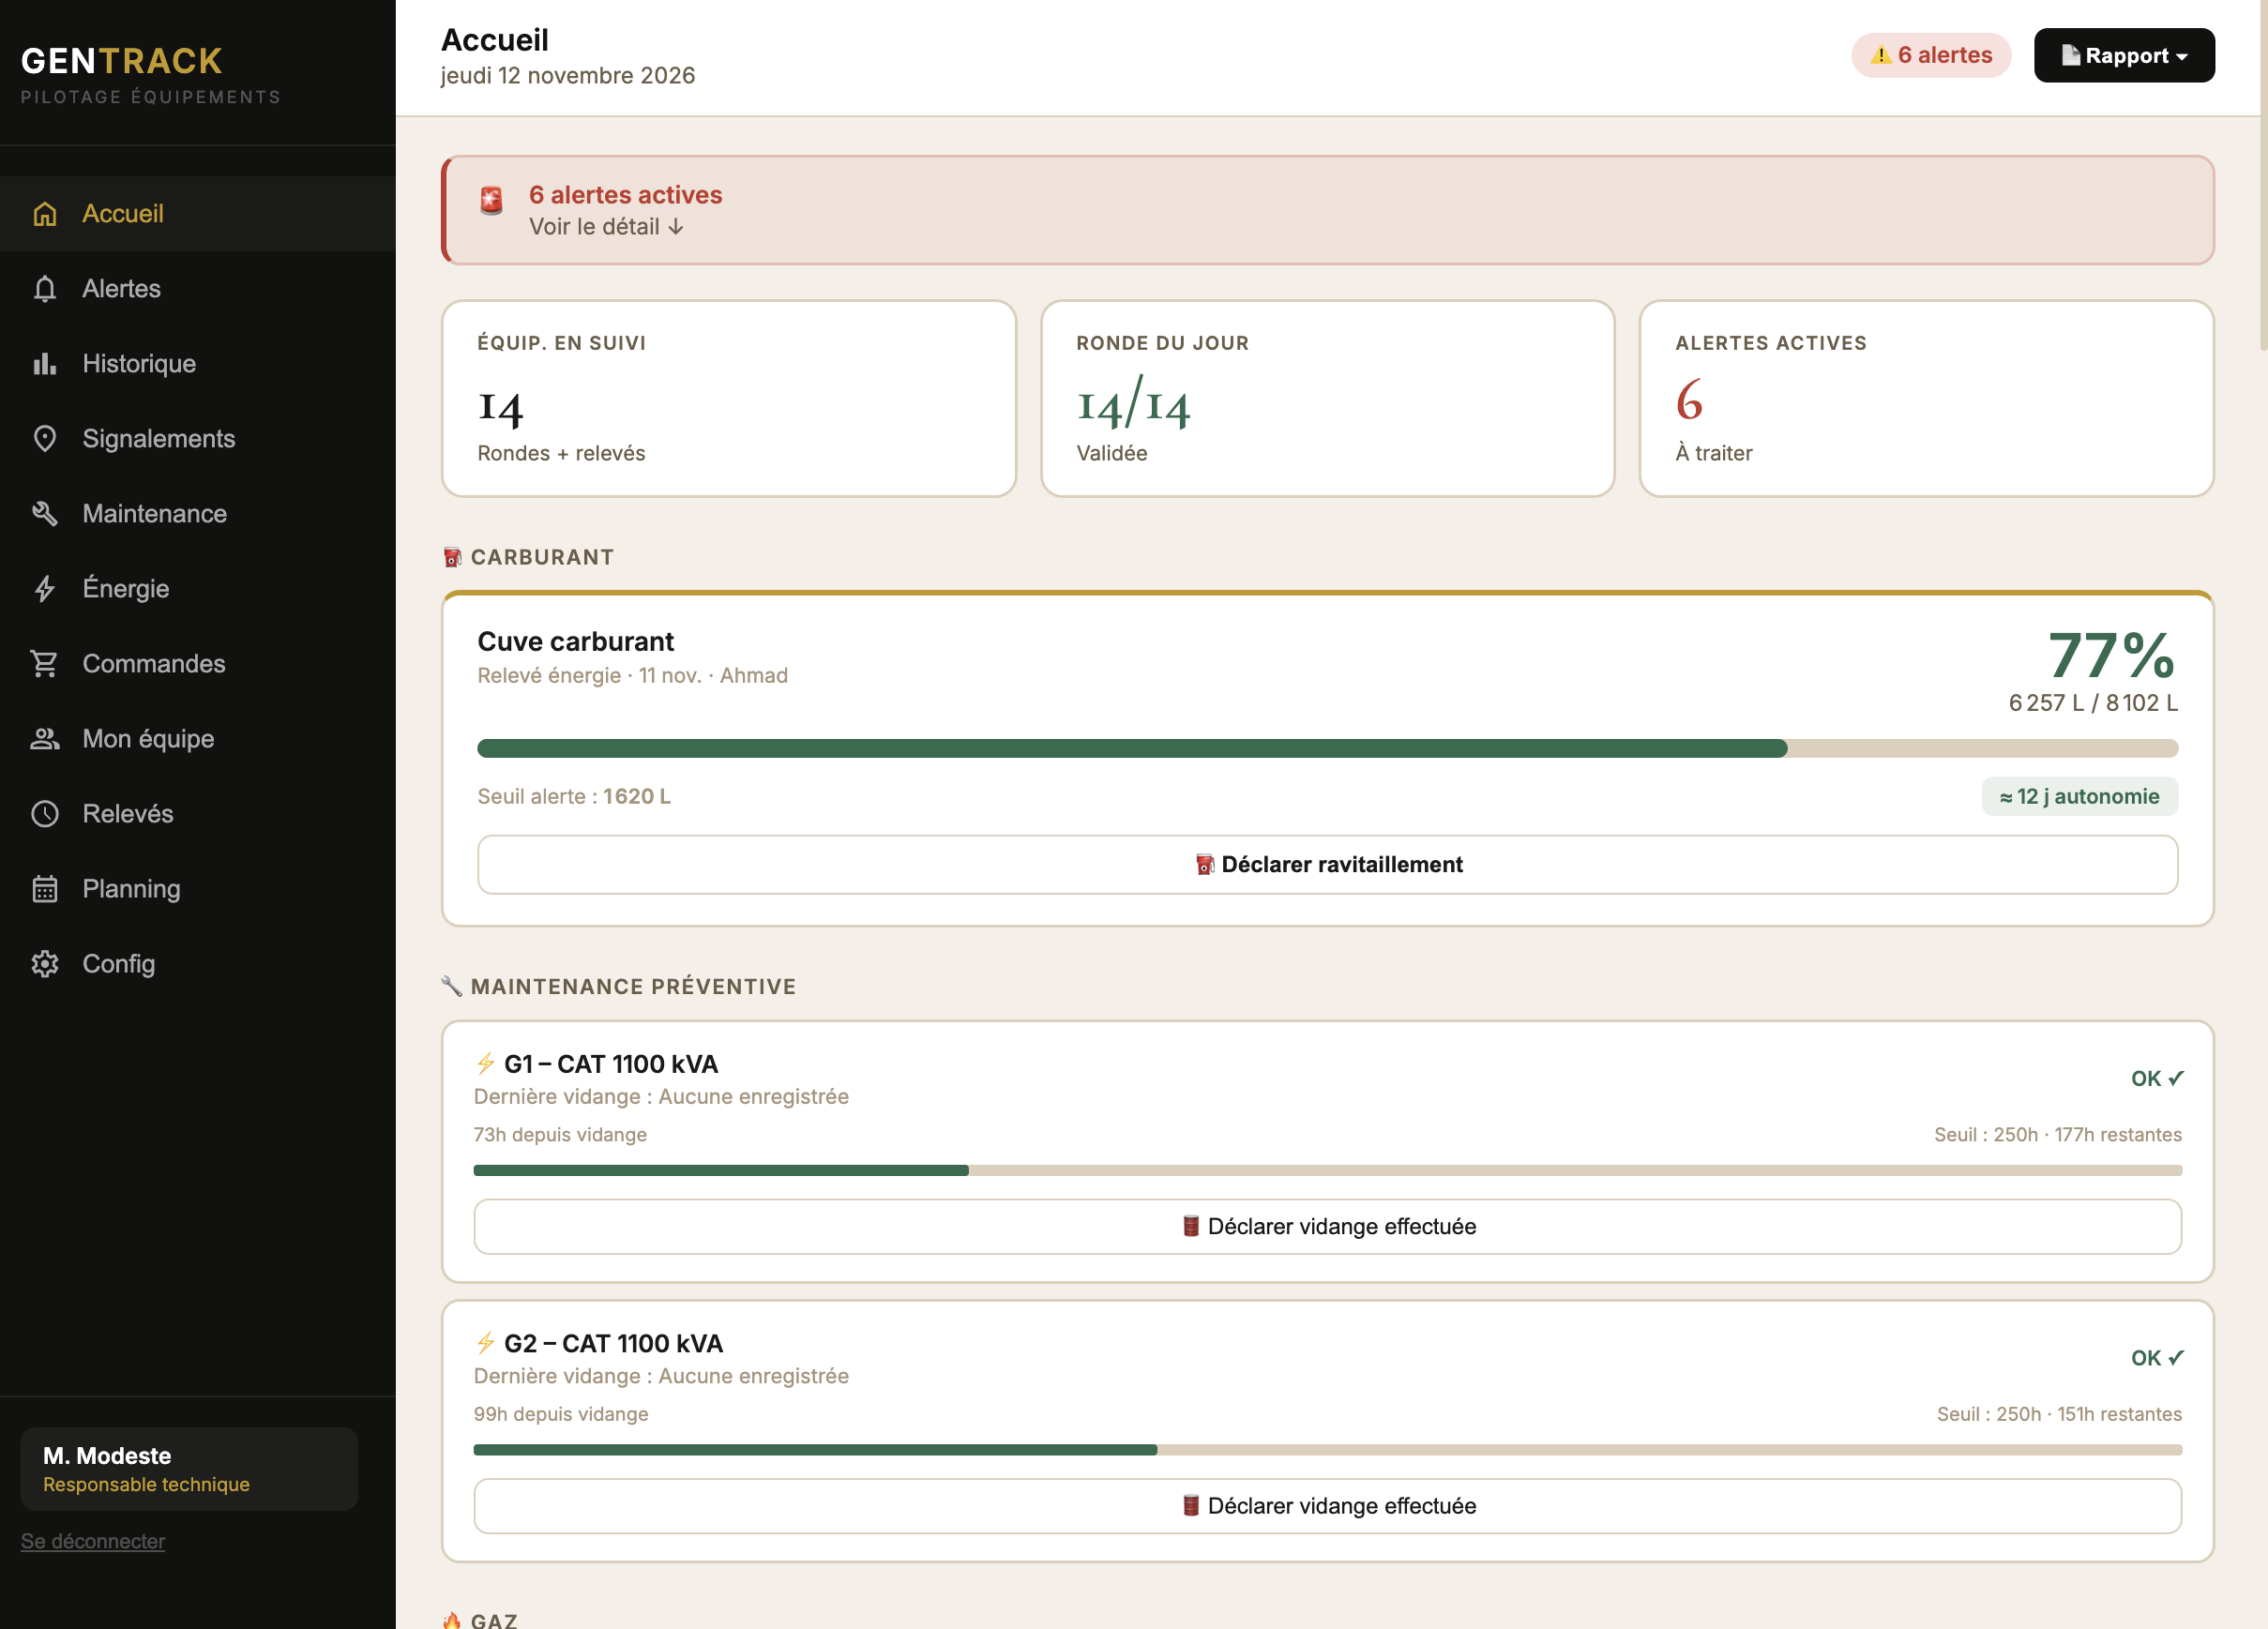 GENTRACK
PILOTAGE ÉQUIPEMENTS
Accueil
Alertes
Historique
Signalements
Maintenance
Énergie
Commandes
Mon équipe
Relevés
Planning
Config
M. Modeste
Responsable technique
Se déconnecter
Accueil
jeudi 12 novembre 2026
⚠️ 6 alertes
Rapport
6 alertes actives
Voir le détail ↓
ÉQUIP. EN SUIVI
14
Rondes + relevés
RONDE DU JOUR
14/14
Validée
ALERTES ACTIVES
6
À traiter
CARBURANT
Cuve carburant
Relevé énergie · 11 nov. · Ahmad
77%
6 257 L / 8 102 L
Seuil alerte : 1 620 L
≈ 12 j autonomie
Déclarer ravitaillement
MAINTENANCE PRÉVENTIVE
G1 – CAT 1100 kVA
Dernière vidange : Aucune enregistrée
OK ✓
73h depuis vidange
Seuil : 250h · 177h restantes
Déclarer vidange effectuée
G2 – CAT 1100 kVA
Dernière vidange : Aucune enregistrée
OK ✓
99h depuis vidange
Seuil : 250h · 151h restantes
Déclarer vidange effectuée
GAZ